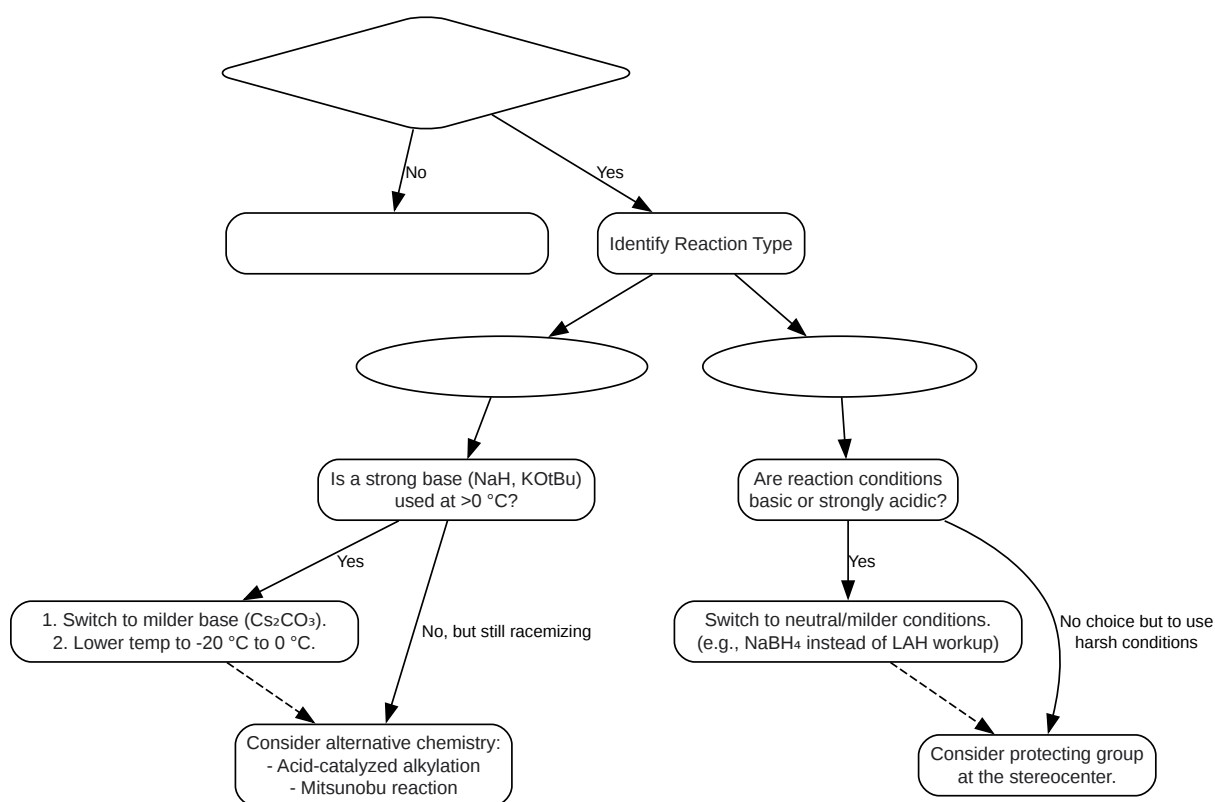 No
Yes
Identify Reaction Type
Is a strong base (NaH, KOtBu)
used at >0 °C?
Are reaction conditions
basic or strongly acidic?
Yes
Yes
1. Switch to milder base (Cs₂CO₃).
2. Lower temp to -20 °C to 0 °C.
No, but still racemizing
Switch to neutral/milder conditions.
(e.g., NaBH₄ instead of LAH workup)
No choice but to use
harsh conditions
Consider alternative chemistry:
- Acid-catalyzed alkylation
- Mitsunobu reaction
Consider protecting group
at the stereocenter.